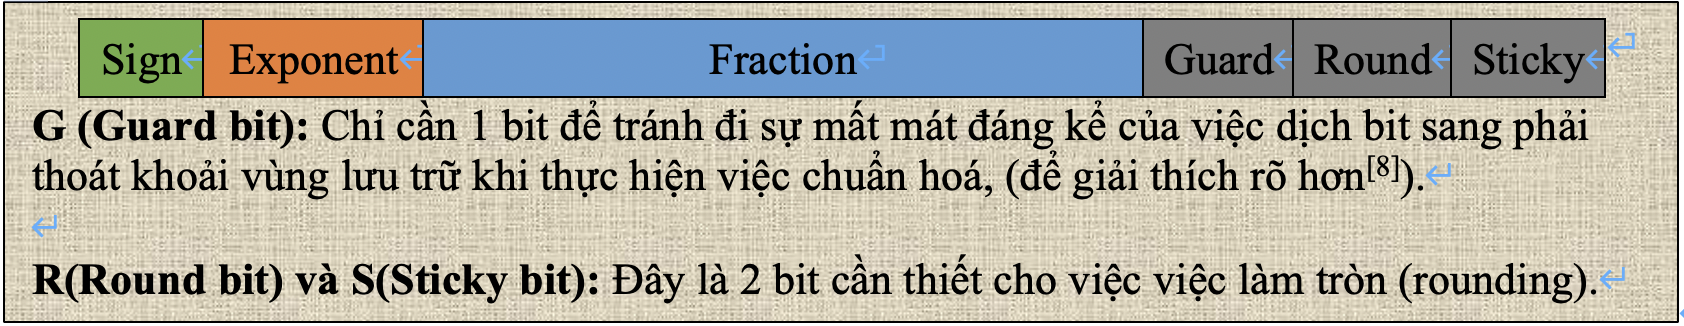 Sign Exponent Fraction Guard Round Sticky
G (Guard bit): Chỉ cần 1 bit để tránh đi sự mất mát đáng kể của việc dịch bit sang phải
thoát khoải vùng lưu trữ khi thực hiện việc chuẩn hoá, (để giải thích rõ hơn[8]).
R(Round bit) và S(Sticky bit): Đây là 2 bit cần thiết cho việc việc làm tròn (rounding).